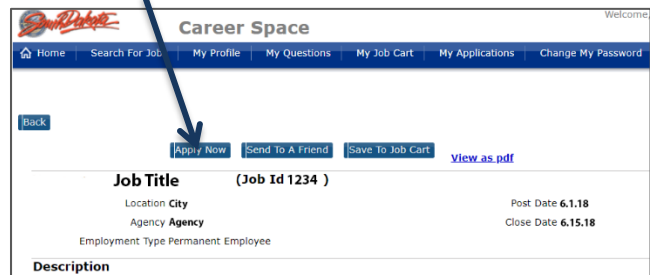 Welcome,
South Dakota Career Space
Home Search For Job My Profile My Questions My Job Cart My Applications Change My Password
Back
Apply Now Send To A Friend Save To Job Cart View as pdf
Job Title (Job Id 1234 )
Location City Post Date 6.1.18
Agency Agency Close Date 6.15.18
Employment Type Permanent Employee
Description